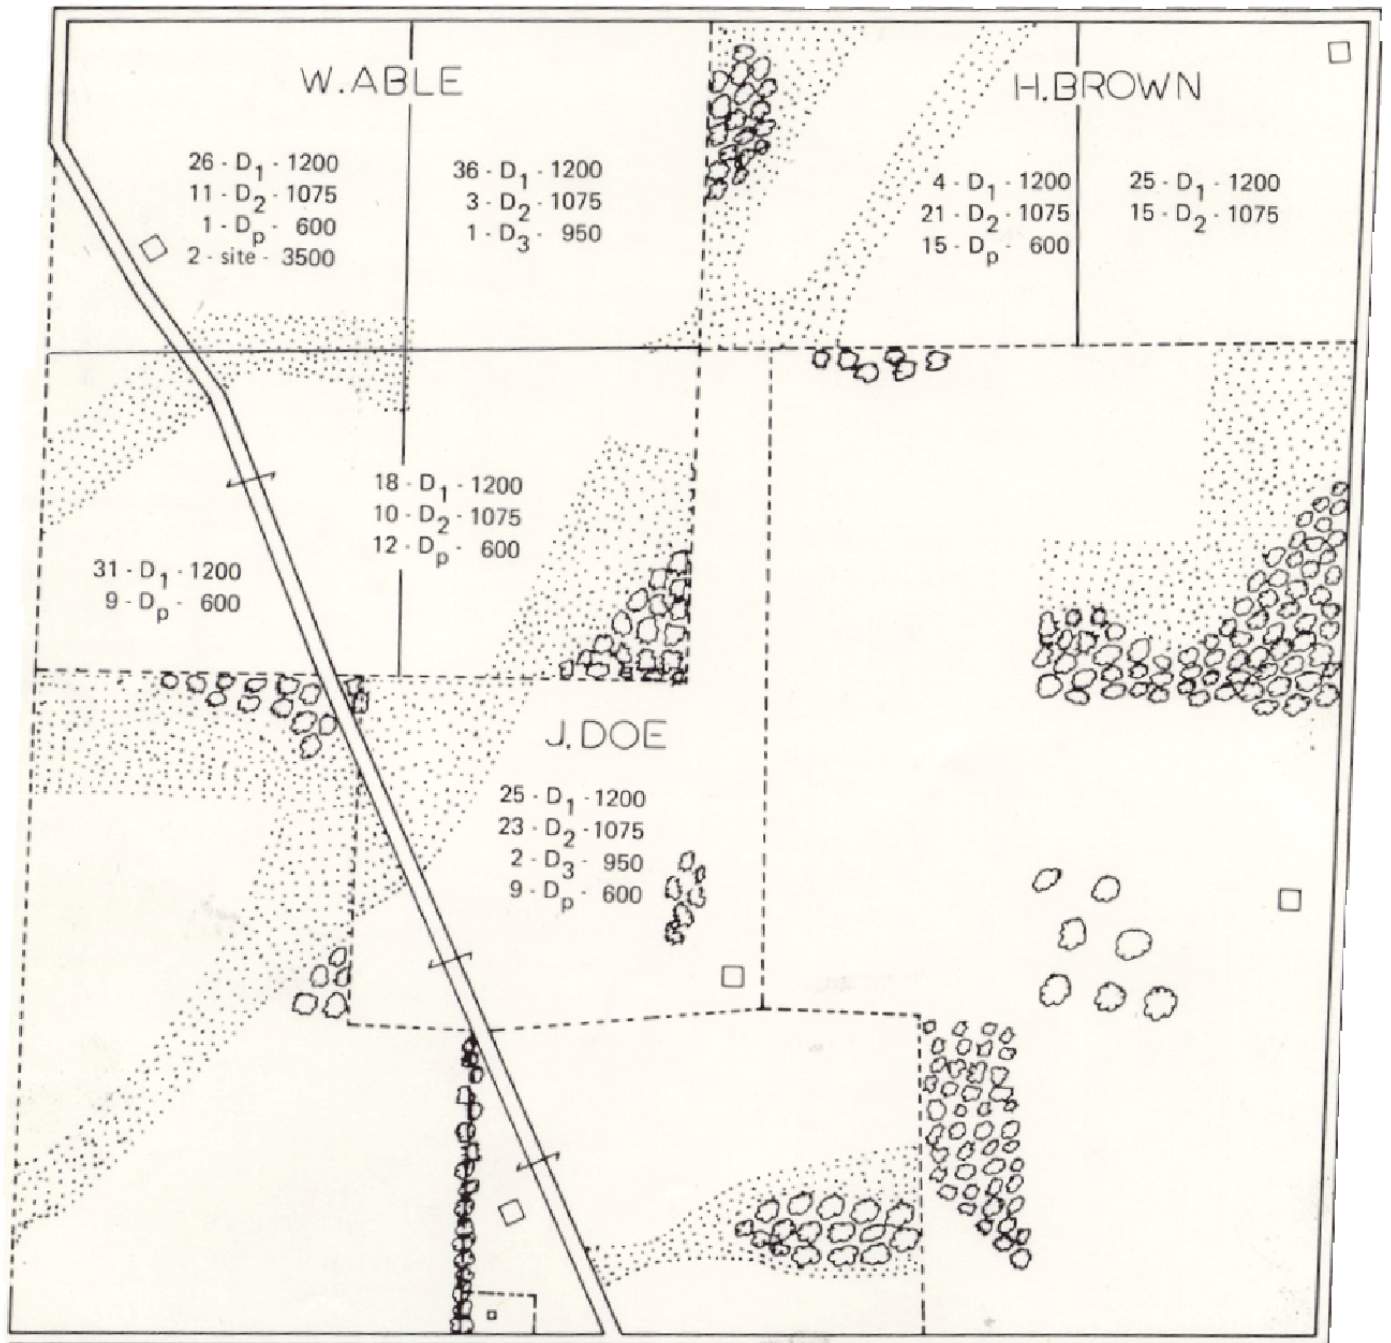 W. ABLE
26 - D1 - 1200
11 - D2 - 1075
1 - Dp - 600
2 - site - 3500
36 - D1 - 1200
3 - D2 - 1075
1 - D3 - 950
H. BROWN
4 - D1 - 1200
21 - D2 - 1075
15 - Dp - 600
25 - D1 - 1200
15 - D2 - 1075
18 - D1 - 1200
10 - D2 - 1075
12 - Dp - 600
31 - D1 - 1200
9 - Dp - 600
J. DOE
25 - D1 - 1200
23 - D2 - 1075
2 - D3 - 950
9 - Dp - 600